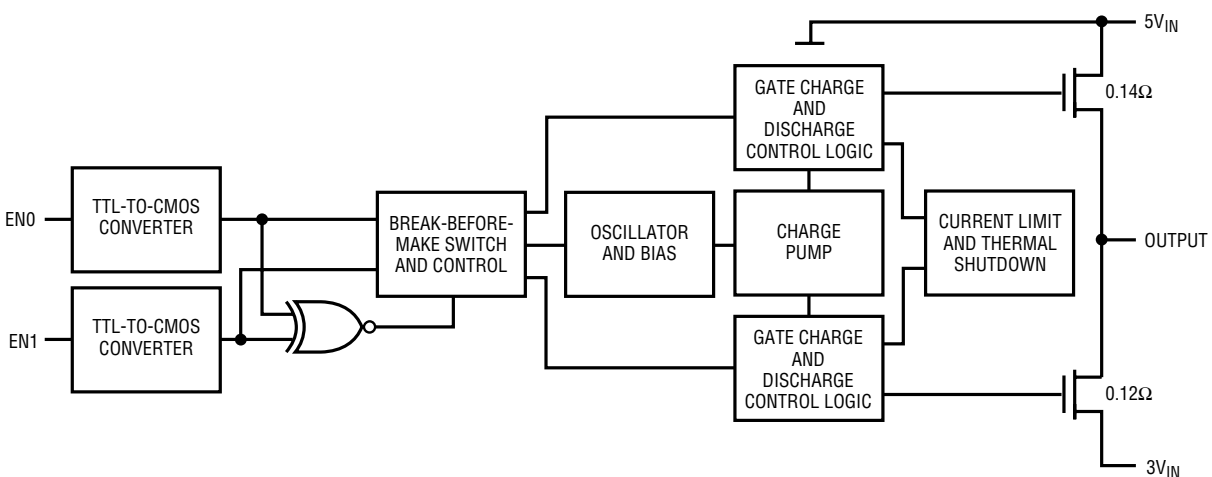 5VIN
GATE CHARGE
AND
DISCHARGE
CONTROL LOGIC
0.14Ω
TTL-TO-CMOS
CONVERTER
EN0
BREAK-BEFORE-
MAKE SWITCH
AND CONTROL
OSCILLATOR
AND BIAS
CHARGE
PUMP
CURRENT LIMIT
AND THERMAL
SHUTDOWN
OUTPUT
TTL-TO-CMOS
CONVERTER
EN1
GATE CHARGE
AND
DISCHARGE
CONTROL LOGIC
0.12Ω
3VIN